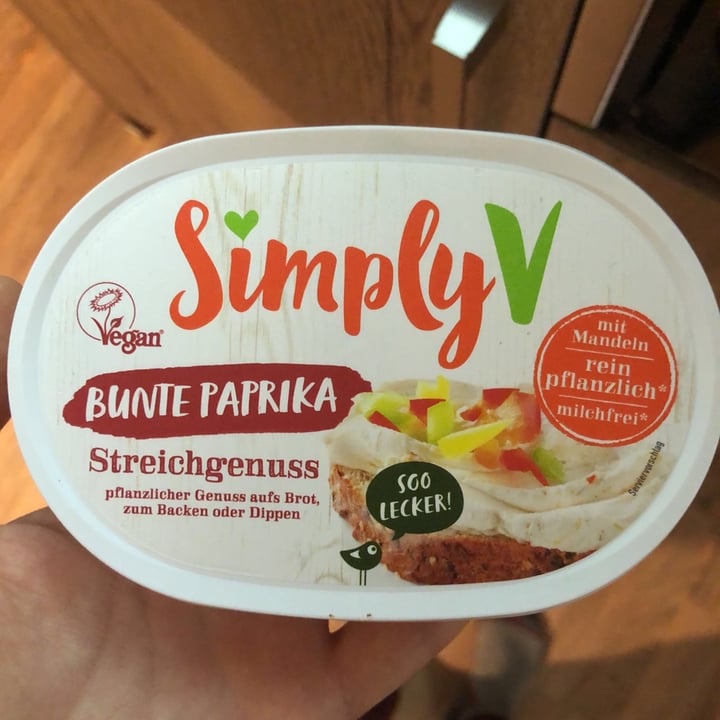 Simply V
Vegan
BUNTE PAPRIKA
Streichgenuss
pflanzlicher Genuss aufs Brot,
zum Backen oder Dippen
mit
Mandeln
rein
pflanzlich*
milchfrei*
SOO
LECKER!
Serviervorschlag